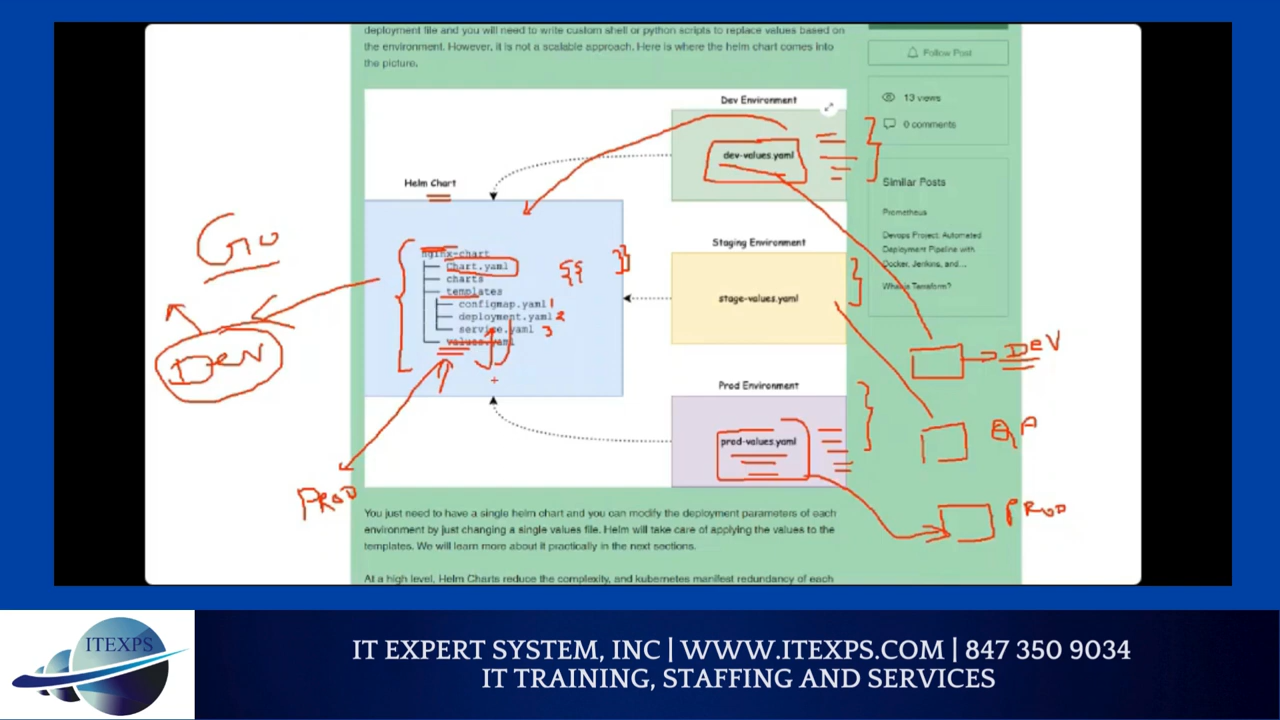 deployment file and you will need to write custom shell or python scripts to replace values based on
the environment. However, it is not a scalable approach. Here is where the helm chart comes into
the picture.
Follow Post
13 views
0 comments
Similar Posts
Prometheus
Devops Project: Automated
Deployment Pipeline with
Docker, Jenkins, and...
What is Terraform?
Dev Environment
dev-values.yaml
Helm Chart
nginx-chart
Chart.yaml
charts
templates
configmap.yaml 1
deployment.yaml 2
service.yaml 3
values.yaml
{{ }}
Staging Environment
stage-values.yaml
Prod Environment
prod-values.yaml
Go
Dev
PROD
DEV
QA
PROD
You just need to have a single helm chart and you can modify the deployment parameters of each
environment by just changing a single values file. Helm will take care of applying the values to the
templates. We will learn more about it practically in the next sections.
At a high level, Helm Charts reduce the complexity, and kubernetes manifest redundancy of each
ITEXPS
IT EXPERT SYSTEM, INC | WWW.ITEXPS.COM | 847 350 9034
IT TRAINING, STAFFING AND SERVICES